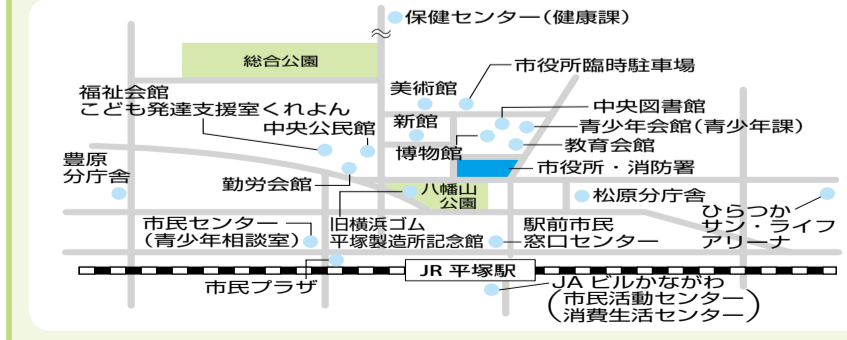 保健センター(健康課)
総合公園
市役所臨時駐車場
美術館
福祉会館
こども発達支援室くれよん
中央図書館
新館
中央公民館
青少年会館(青少年課)
博物館
教育会館
豊原
分庁舎
市役所・消防署
勤労会館
八幡山
公園
松原分庁舎
ひらつか
サン・ライフ
アリーナ
市民センター
(青少年相談室)
旧横浜ゴム
平塚製造所記念館
駅前市民
窓口センター
JR 平塚駅
市民プラザ
JA ビルかながわ
(市民活動センター
消費生活センター)